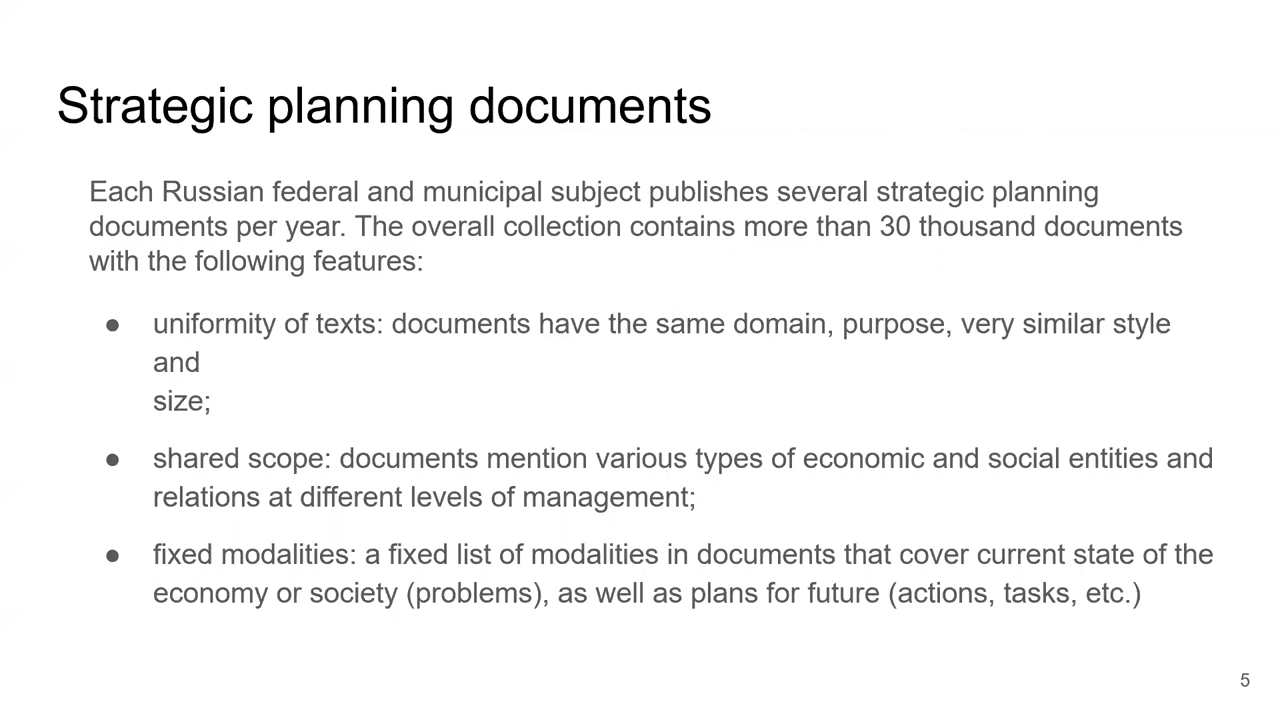 Strategic planning documents
Each Russian federal and municipal subject publishes several strategic planning
documents per year. The overall collection contains more than 30 thousand documents
with the following features:
● uniformity of texts: documents have the same domain, purpose, very similar style
and
size;
● shared scope: documents mention various types of economic and social entities and
relations at different levels of management;
● fixed modalities: a fixed list of modalities in documents that cover current state of the
economy or society (problems), as well as plans for future (actions, tasks, etc.)
5